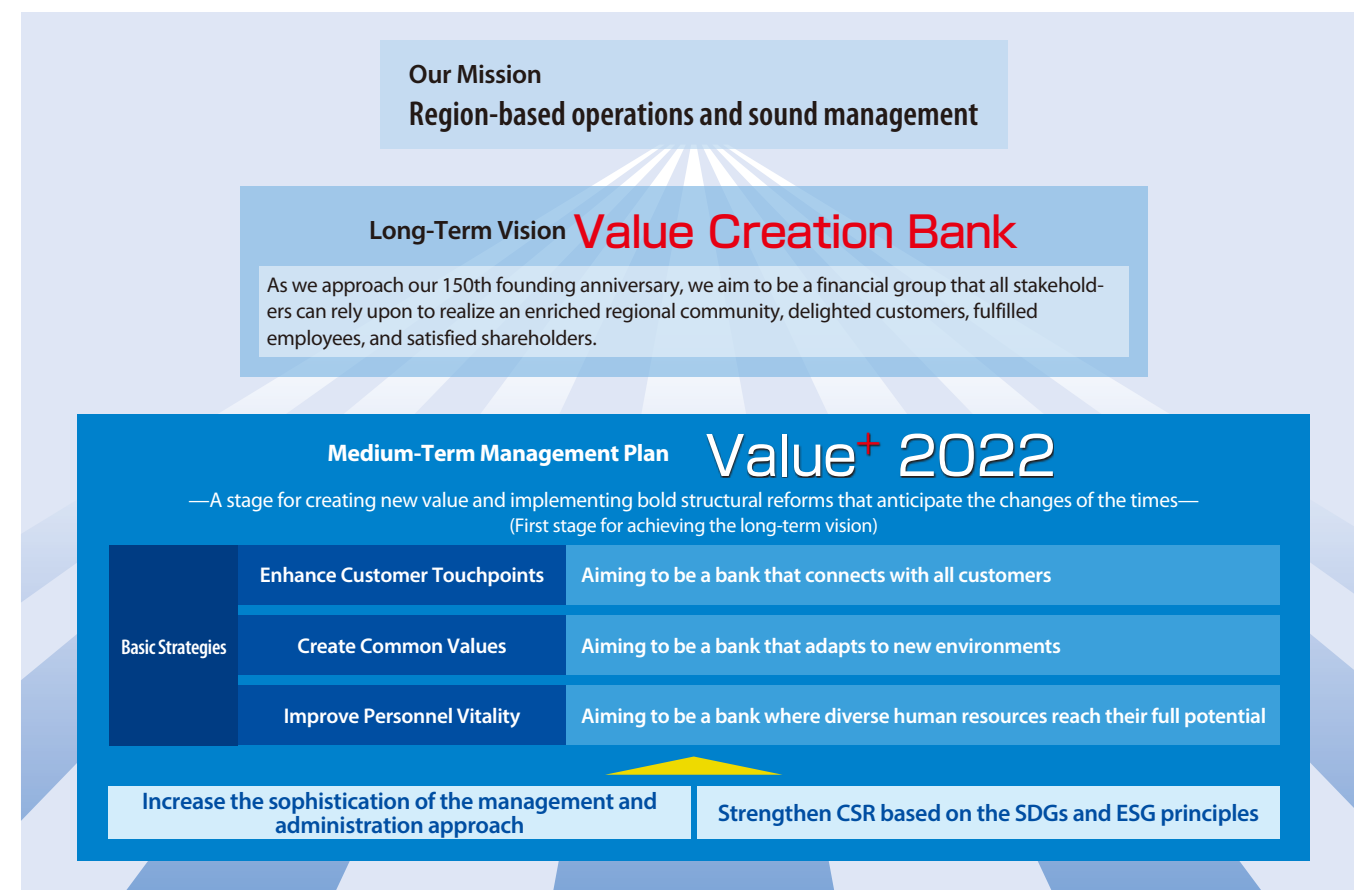 Our Mission
Region-based operations and sound management
Long-Term Vision Value Creation Bank
As we approach our 150th founding anniversary, we aim to be a financial group that all stakehold-
ers can rely upon to realize an enriched regional community, delighted customers, fulfilled
employees, and satisfied shareholders.
Medium-Term Management Plan Value+ 2022
—A stage for creating new value and implementing bold structural reforms that anticipate the changes of the times—
(First stage for achieving the long-term vision)
Basic Strategies
Enhance Customer Touchpoints Aiming to be a bank that connects with all customers
Create Common Values Aiming to be a bank that adapts to new environments
Improve Personnel Vitality Aiming to be a bank where diverse human resources reach their full potential
Increase the sophistication of the management and
administration approach
Strengthen CSR based on the SDGs and ESG principles